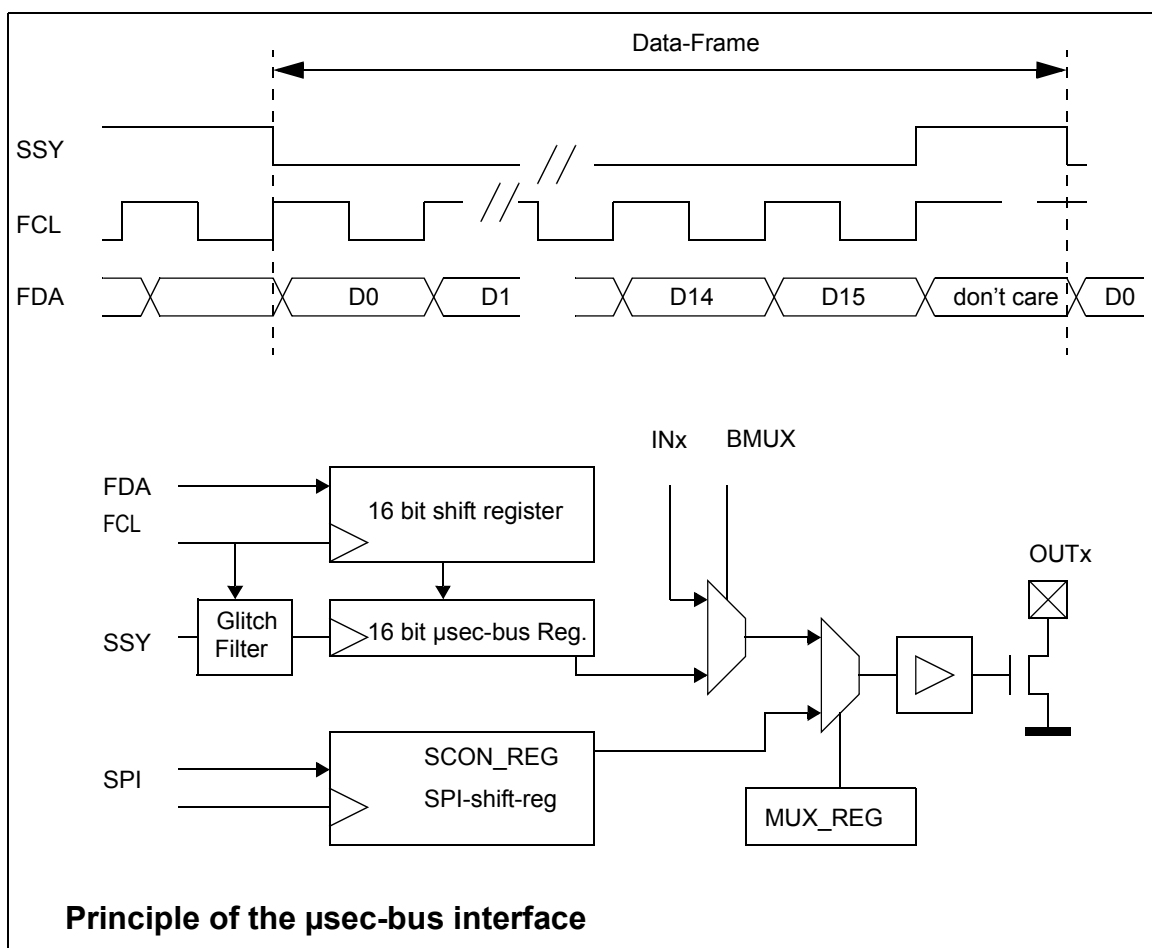 Data-Frame
SSY
FCL
FDA D0 D1 D14 D15 don't care D0
INx BMUX
FDA
FCL
16 bit shift register
OUTx
SSY
Glitch
Filter
16 bit µsec-bus Reg.
SPI
SCON_REG
SPI-shift-reg
MUX_REG
Principle of the µsec-bus interface